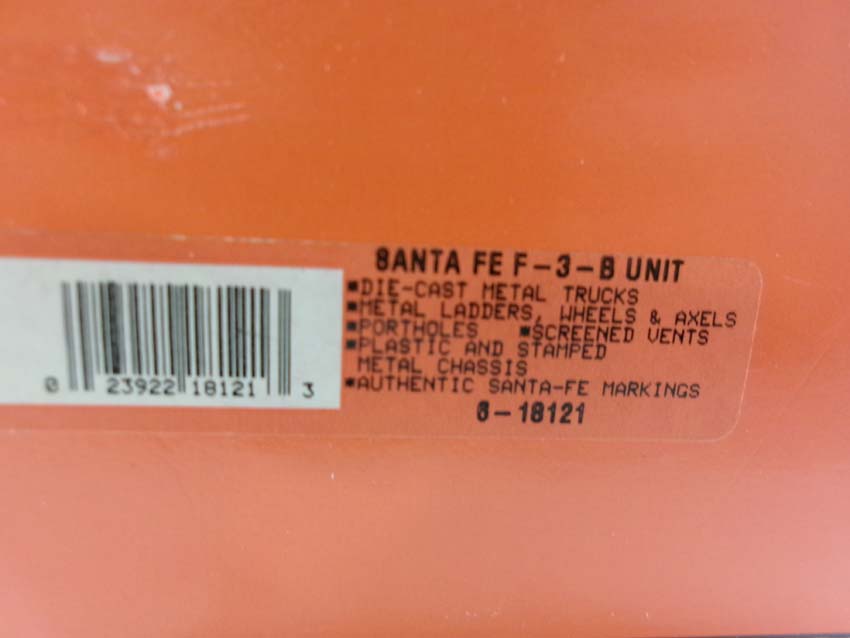 SANTA FE F-3-B UNIT
▪DIE-CAST METAL TRUCKS
▪METAL LADDERS, WHEELS & AXELS
▪PORTHOLES ▪SCREENED VENTS
▪PLASTIC AND STAMPED
METAL CHASSIS
▪AUTHENTIC SANTA-FE MARKINGS
6-18121
0 23922 18121 3